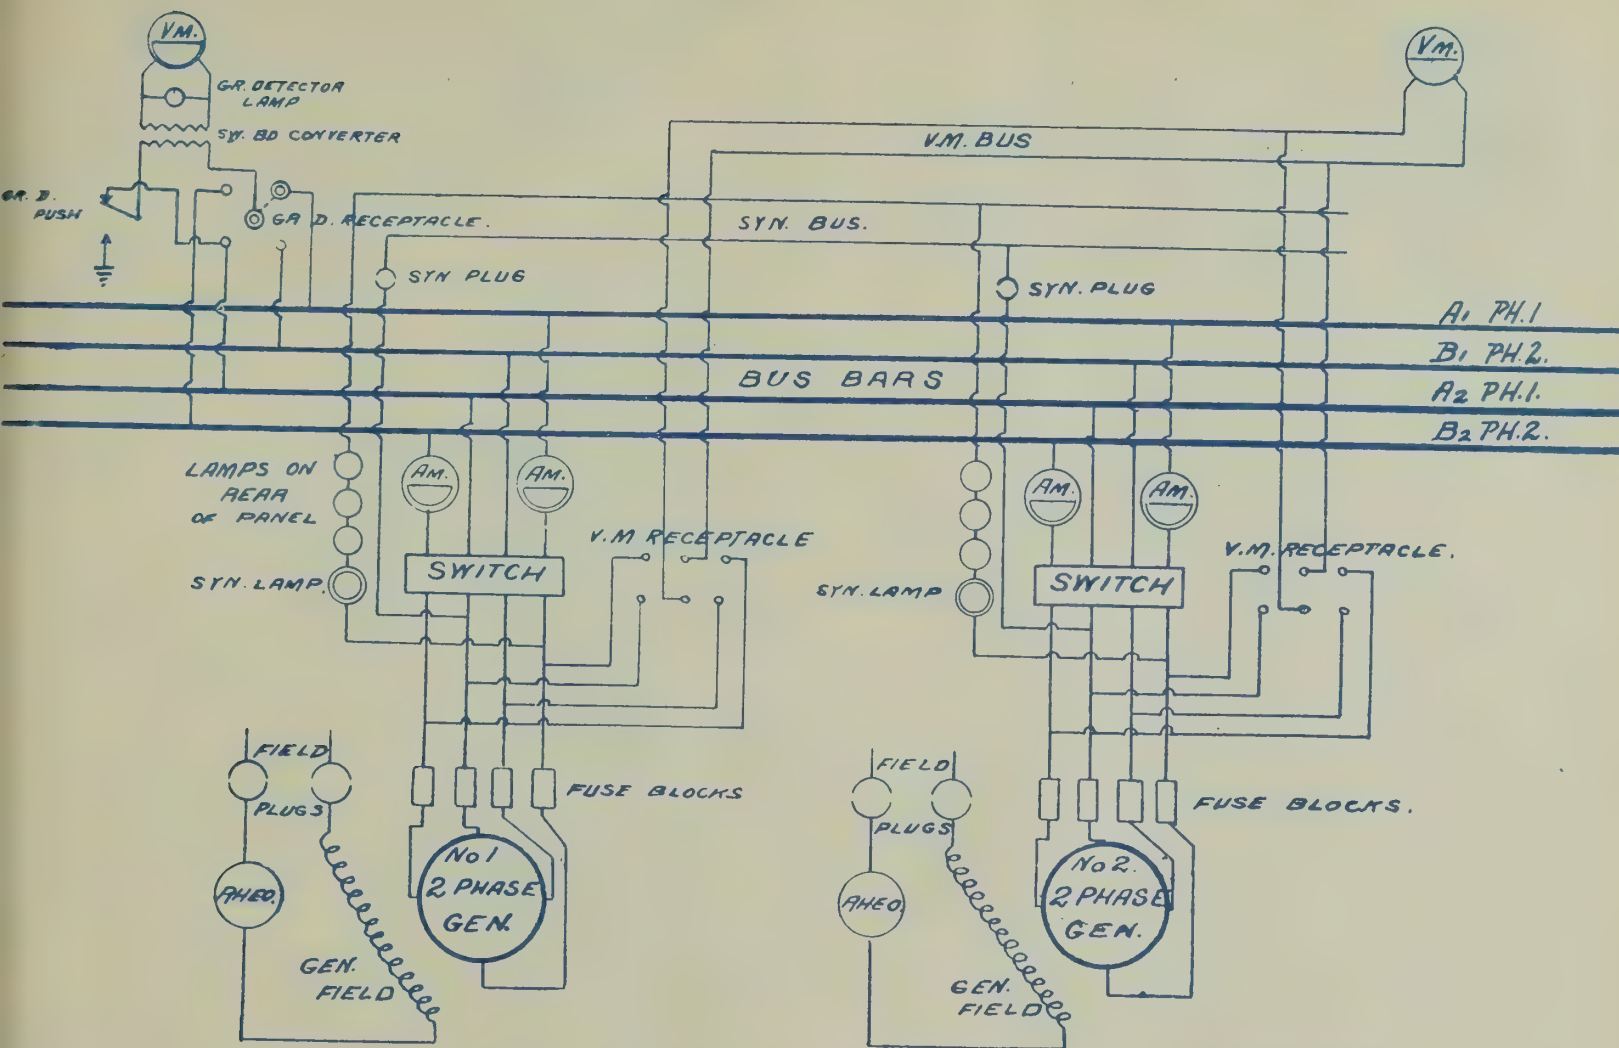 V.M.
V.M.
GR. DETECTOR
LAMP
SW. BD CONVERTER
V.M. BUS
GR. D.
PUSH
GR D. RECEPTACLE.
SYN. BUS.
SYN PLUG
SYN. PLUG
A1 PH.1
B1 PH.2.
BUS BARS
A2 PH.1.
B2 PH.2.
LAMPS ON
REAR
OF PANEL
AM.
AM.
AM.
AM.
V.M RECEPTACLE
V.M. RECEPTACLE.
SWITCH
SWITCH
SYN. LAMP.
SYN. LAMP
FIELD
PLUGS
FIELD
PLUGS
FUSE BLOCKS
FUSE BLOCKS.
No 1
2 PHASE
GEN.
No 2.
2 PHASE
GEN.
RHEO.
RHEO.
GEN.
FIELD
GEN.
FIELD